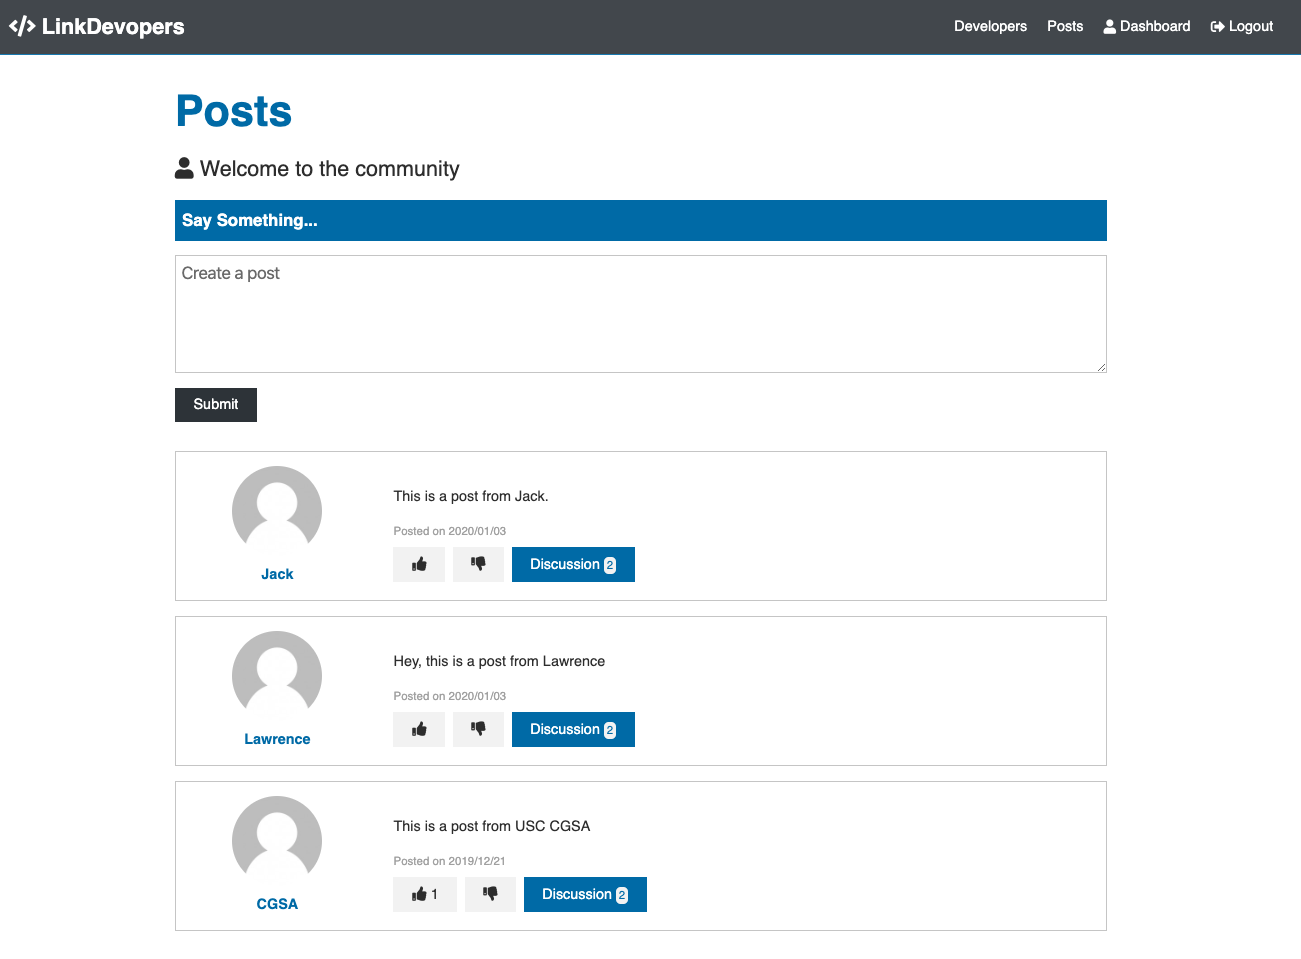 LinkDevopers
Developers Posts Dashboard Logout
Posts
Welcome to the community
Say Something...
Create a post
Submit
This is a post from Jack.
Posted on 2020/01/03
Discussion 2
Jack
Hey, this is a post from Lawrence
Posted on 2020/01/03
Discussion 2
Lawrence
This is a post from USC CGSA
Posted on 2019/12/21
1 Discussion 2
CGSA